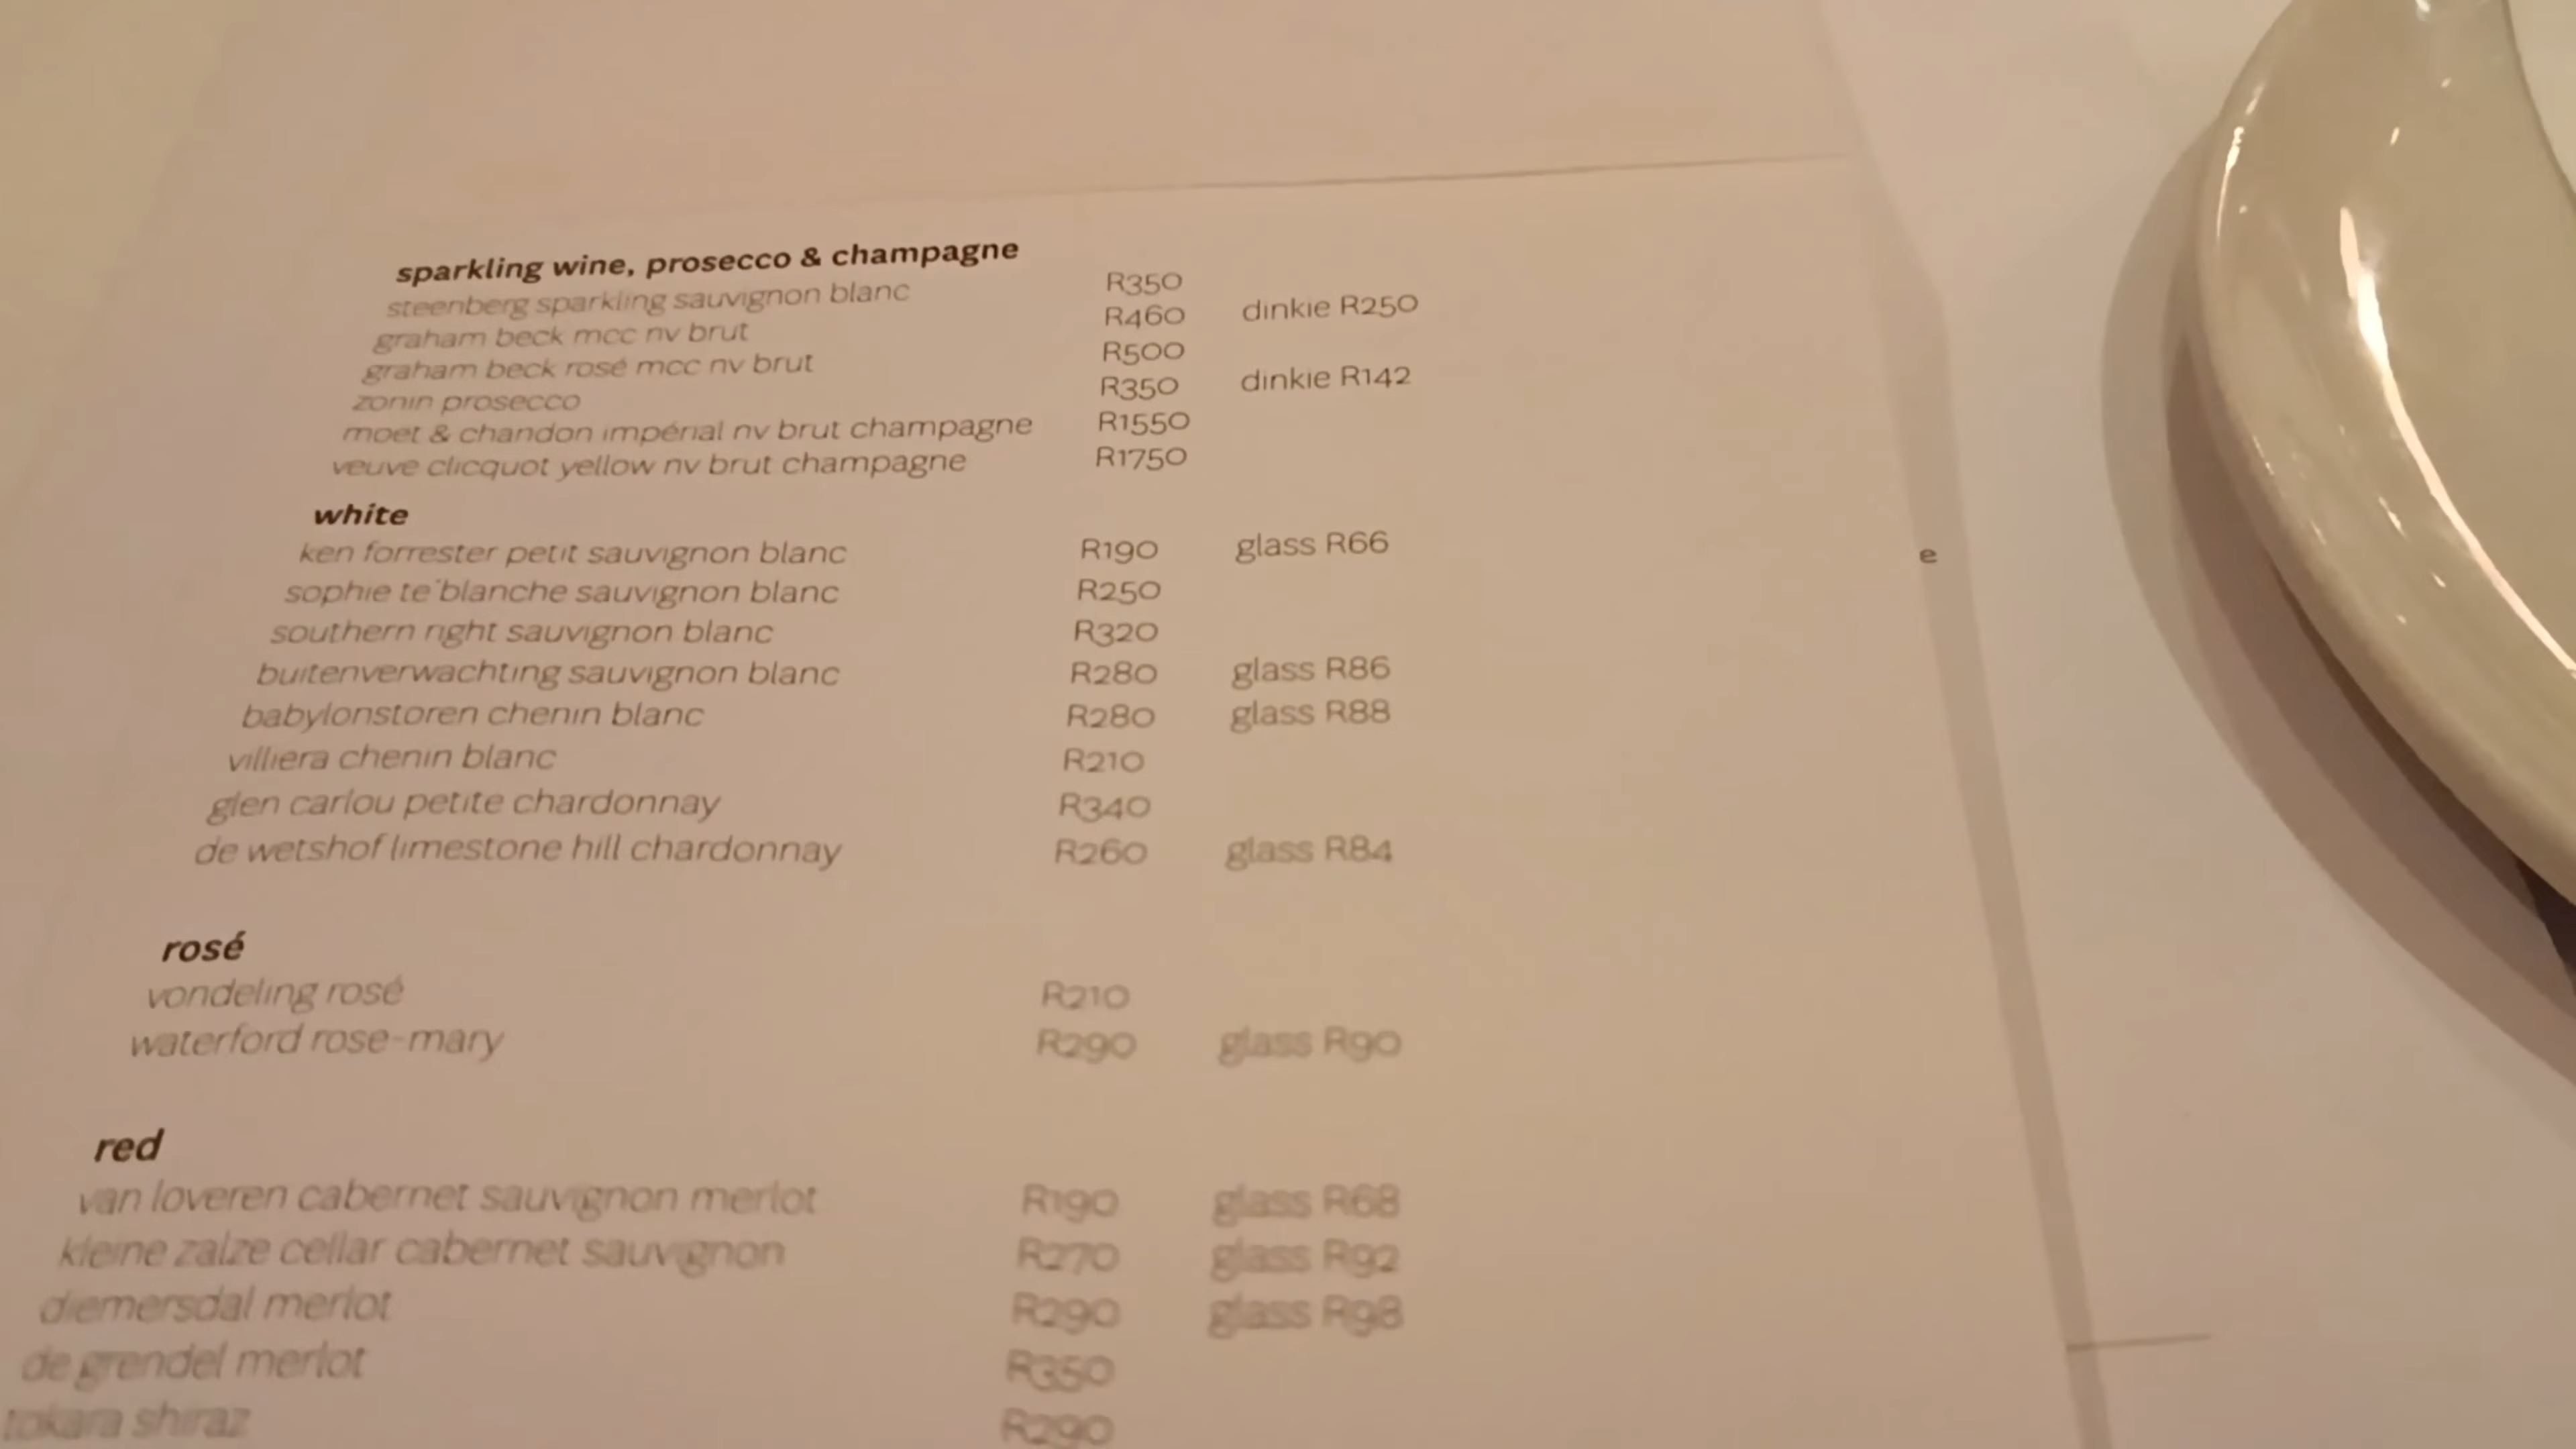 sparkling wine, prosecco & champagne
steenberg sparkling sauvignon blanc R350
graham beck mcc nv brut R460 dinkie R250
graham beck rosé mcc nv brut R500
zonin prosecco R350 dinkie R142
moet & chandon impérial nv brut champagne R1550
veuve clicquot yellow nv brut champagne R1750
white
ken forrester petit sauvignon blanc R190 glass R66
sophie te'blanche sauvignon blanc R250
southern right sauvignon blanc R320
buitenverwachting sauvignon blanc R280 glass R86
babylonstoren chenin blanc R280 glass R88
villiera chenin blanc R210
glen carlou petite chardonnay R340
de wetshof limestone hill chardonnay R260 glass R84
rosé
vondeling rosé R210
waterford rose-mary R290 glass R90
red
van loveren cabernet sauvignon merlot R190 glass R68
kleine zalze cellar cabernet sauvignon R270 glass R92
diemersdal merlot R290 glass R98
de grendel merlot R350
tokara shiraz R290
e